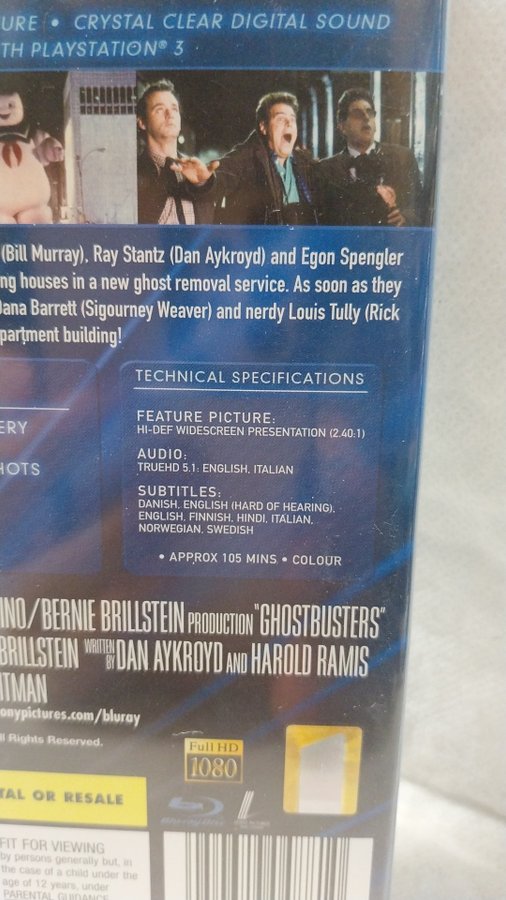 URE • CRYSTAL CLEAR DIGITAL SOUND
TH PLAYSTATION® 3
(Bill Murray), Ray Stantz (Dan Aykroyd) and Egon Spengler
ng houses in a new ghost removal service. As soon as they
Dana Barrett (Sigourney Weaver) and nerdy Louis Tully (Rick
partment building!
TECHNICAL SPECIFICATIONS
FEATURE PICTURE:
HI-DEF WIDESCREEN PRESENTATION (2.40:1)
ERY
AUDIO:
TRUEHD 5.1: ENGLISH, ITALIAN
HOTS
SUBTITLES:
DANISH, ENGLISH (HARD OF HEARING),
ENGLISH, FINNISH, HINDI, ITALIAN,
NORWEGIAN, SWEDISH
• APPROX 105 MINS • COLOUR
INO/BERNIE BRILLSTEIN PRODUCTION "GHOSTBUSTERS"
BRILLSTEIN WRITTEN BY DAN AYKROYD AND HAROLD RAMIS
ITMAN
onypictures.com/bluray
ll Rights Reserved.
Full HD
1080
TAL OR RESALE
Blu-ray Disc
FIT FOR VIEWING
by persons generally but, in
the case of a child under the
age of 12 years, under
PARENTAL GUIDANCE